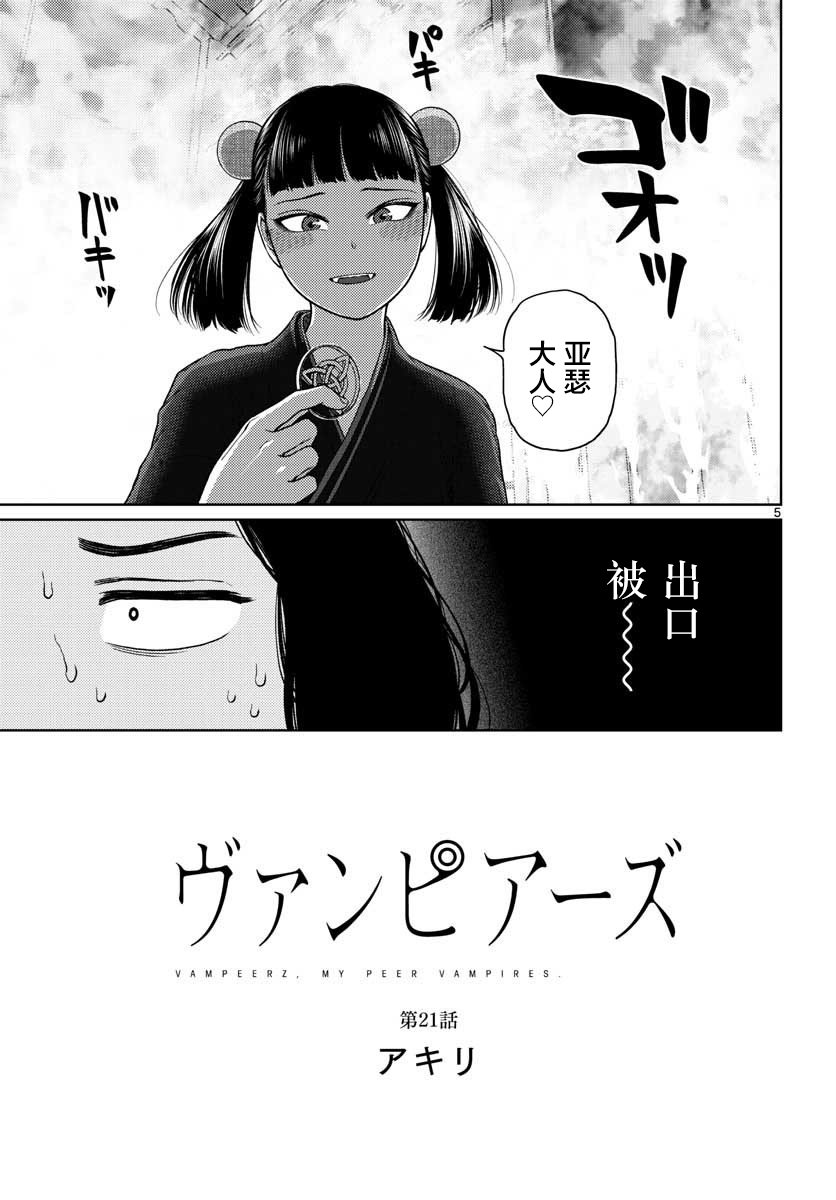 ゴオッ
パキ
バキッ
亚瑟
大人♡
5
出口
被〜〜
ヴァンピアーズ
VAMPEERZ, MY PEER VAMPIRES.
第21話
アキリ